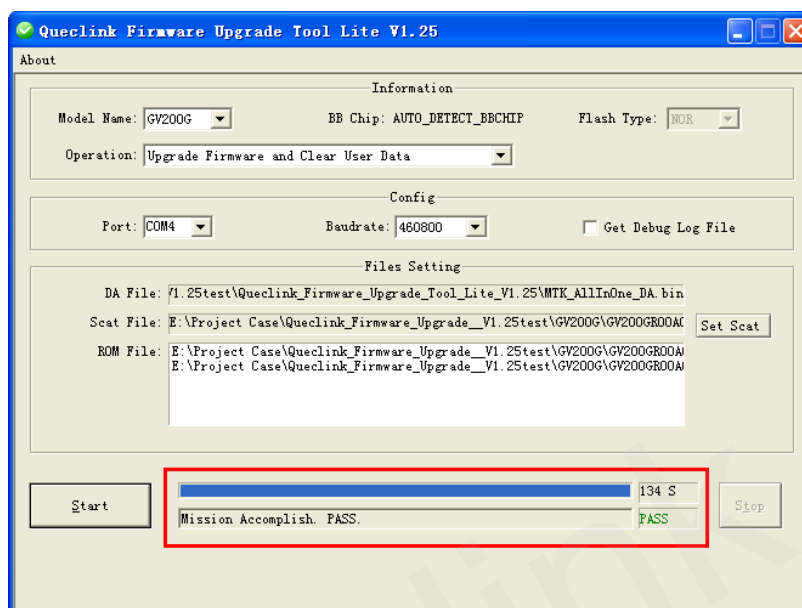 Queclink Firmware Upgrade Tool Lite V1.25
About
Information
Model Name: GV200G BB Chip: AUTO_DETECT_BBCHIP Flash Type: NOR
Operation: Upgrade Firmware and Clear User Data
Config
Port: COM4 Baudrate: 460800 Get Debug Log File
Files Setting
DA File: V1.25test\Queclink_Firmware_Upgrade_Tool_Lite_V1.25\MTK_AllInOne_DA.bin
Scat File: E:\Project Case\Queclink_Firmware_Upgrade__V1.25test\GV200G\GV200GR00A Set Scat
ROM File: E:\Project Case\Queclink_Firmware_Upgrade__V1.25test\GV200G\GV200GR00A
E:\Project Case\Queclink_Firmware_Upgrade__V1.25test\GV200G\GV200GR00A
134 S
Start Stop
Mission Accomplish. PASS. PASS